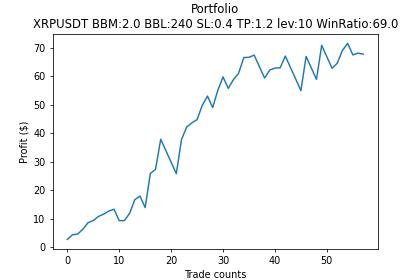 Portfolio
XRPUSDT BBM:2.0 BBL:240 SL:0.4 TP:1.2 lev:10 WinRatio:69.0
70
60
50
40
30
20
10
0
Profit ($)
0 10 20 30 40 50
Trade counts